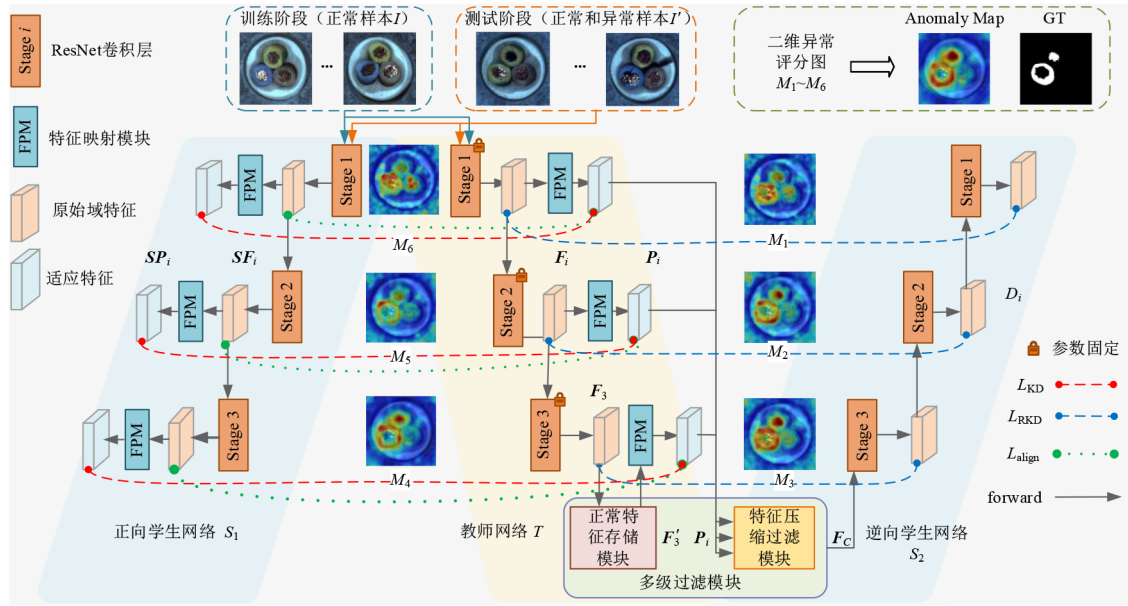 Stage i
ResNet卷积层
FPM
特征映射模块
原始域特征
适应特征
训练阶段（正常样本I）
...
测试阶段（正常和异常样本I′）
...
二维异常
评分图
M₁~M₆
Anomaly Map
GT
FPM
Stage 1
Stage 1
FPM
Stage 1
M₆
M₁
SPᵢ
SFᵢ
Fᵢ
Pᵢ
FPM
Stage 2
Stage 2
FPM
Stage 2
Dᵢ
M₅
M₂
参数固定
F₃
L_KD
L_RKD
L_align
forward
FPM
Stage 3
Stage 3
FPM
Stage 3
M₄
M₃
正向学生网络 S₁
教师网络 T
正常特
征存储
模块
F₃′
Pᵢ
特征压
缩过滤
模块
F_C
多级过滤模块
逆向学生网络
S₂